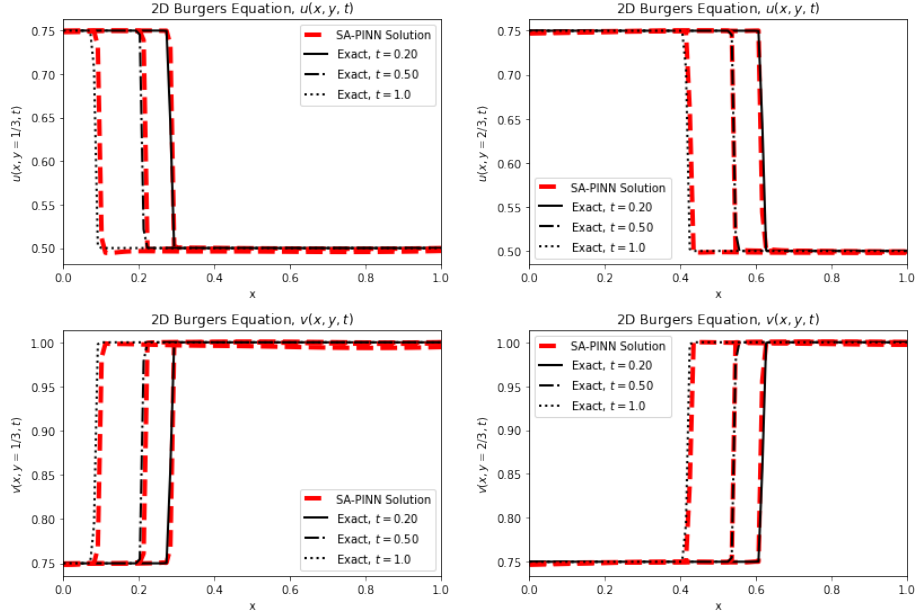 2D Burgers Equation, u(x, y, t)
SA-PINN Solution
Exact, t = 0.20
Exact, t = 0.50
Exact, t = 1.0
u(x, y = 1/3, t)
0.75
0.70
0.65
0.60
0.55
0.50
0.0 0.2 0.4 0.6 0.8 1.0
x
2D Burgers Equation, u(x, y, t)
SA-PINN Solution
Exact, t = 0.20
Exact, t = 0.50
Exact, t = 1.0
u(x, y = 2/3, t)
0.75
0.70
0.65
0.60
0.55
0.50
0.0 0.2 0.4 0.6 0.8 1.0
x
2D Burgers Equation, v(x, y, t)
SA-PINN Solution
Exact, t = 0.20
Exact, t = 0.50
Exact, t = 1.0
v(x, y = 1/3, t)
1.00
0.95
0.90
0.85
0.80
0.75
0.0 0.2 0.4 0.6 0.8 1.0
x
2D Burgers Equation, v(x, y, t)
SA-PINN Solution
Exact, t = 0.20
Exact, t = 0.50
Exact, t = 1.0
v(x, y = 2/3, t)
1.00
0.95
0.90
0.85
0.80
0.75
0.0 0.2 0.4 0.6 0.8 1.0
x